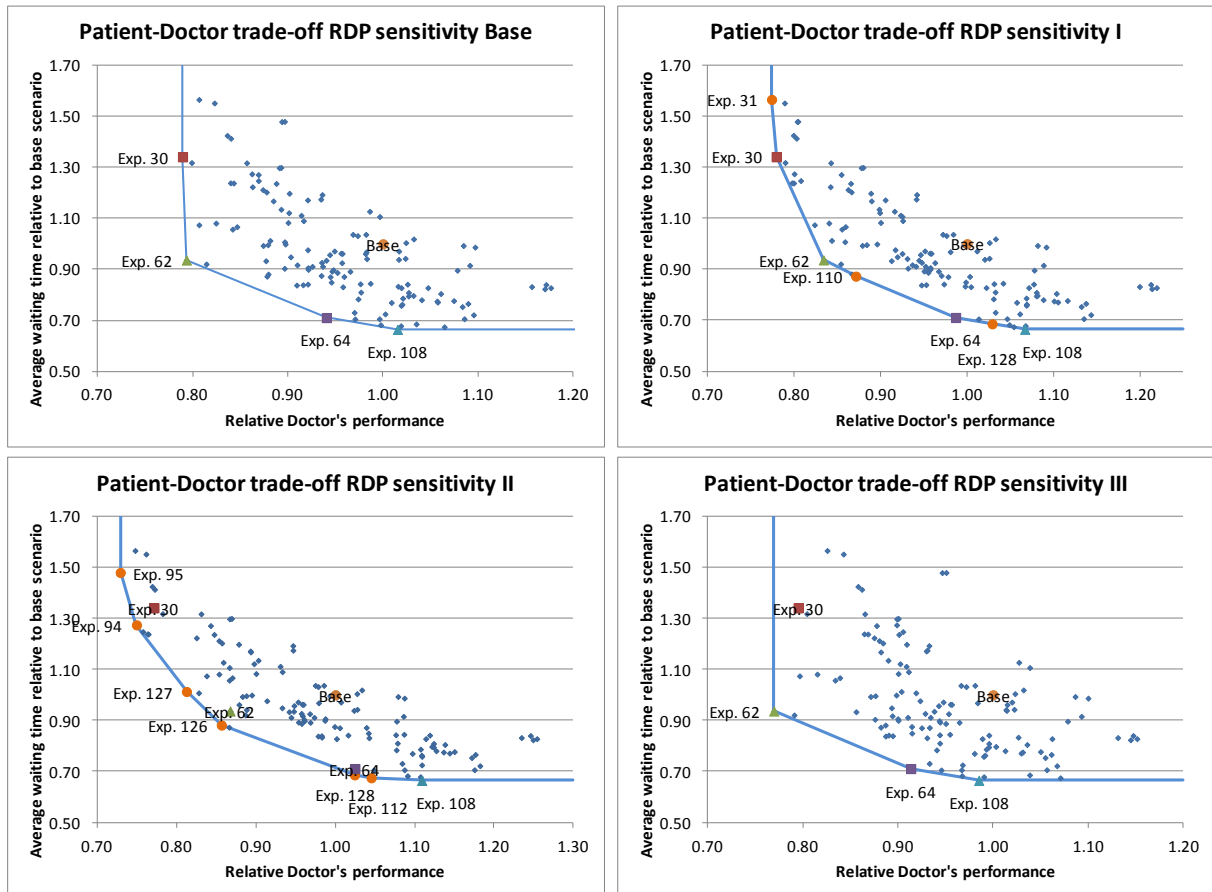 Patient-Doctor trade-off RDP sensitivity Base
Average waiting time relative to base scenario
1.70
1.50
1.30
1.10
0.90
0.70
0.50
Exp. 30
Exp. 62
Base
Exp. 64
Exp. 108
0.70
0.80
0.90
1.00
1.10
1.20
Relative Doctor's performance
Patient-Doctor trade-off RDP sensitivity I
Average waiting time relative to base scenario
1.70
1.50
1.30
1.10
0.90
0.70
0.50
Exp. 31
Exp. 30
Base
Exp. 62
Exp. 110
Exp. 64
Exp. 128
Exp. 108
0.70
0.80
0.90
1.00
1.10
1.20
Relative Doctor's performance
Patient-Doctor trade-off RDP sensitivity II
Average waiting time relative to base scenario
1.70
1.50
1.30
1.10
0.90
0.70
0.50
Exp. 95
Exp. 30
Exp. 94
Exp. 127
Base
Exp. 62
Exp. 126
Exp. 64
Exp. 128
Exp. 112
Exp. 108
0.70
0.80
0.90
1.00
1.10
1.20
1.30
Relative Doctor's performance
Patient-Doctor trade-off RDP sensitivity III
Average waiting time relative to base scenario
1.70
1.50
1.30
1.10
0.90
0.70
0.50
Exp. 30
Base
Exp. 62
Exp. 64
Exp. 108
0.70
0.80
0.90
1.00
1.10
1.20
Relative Doctor's performance